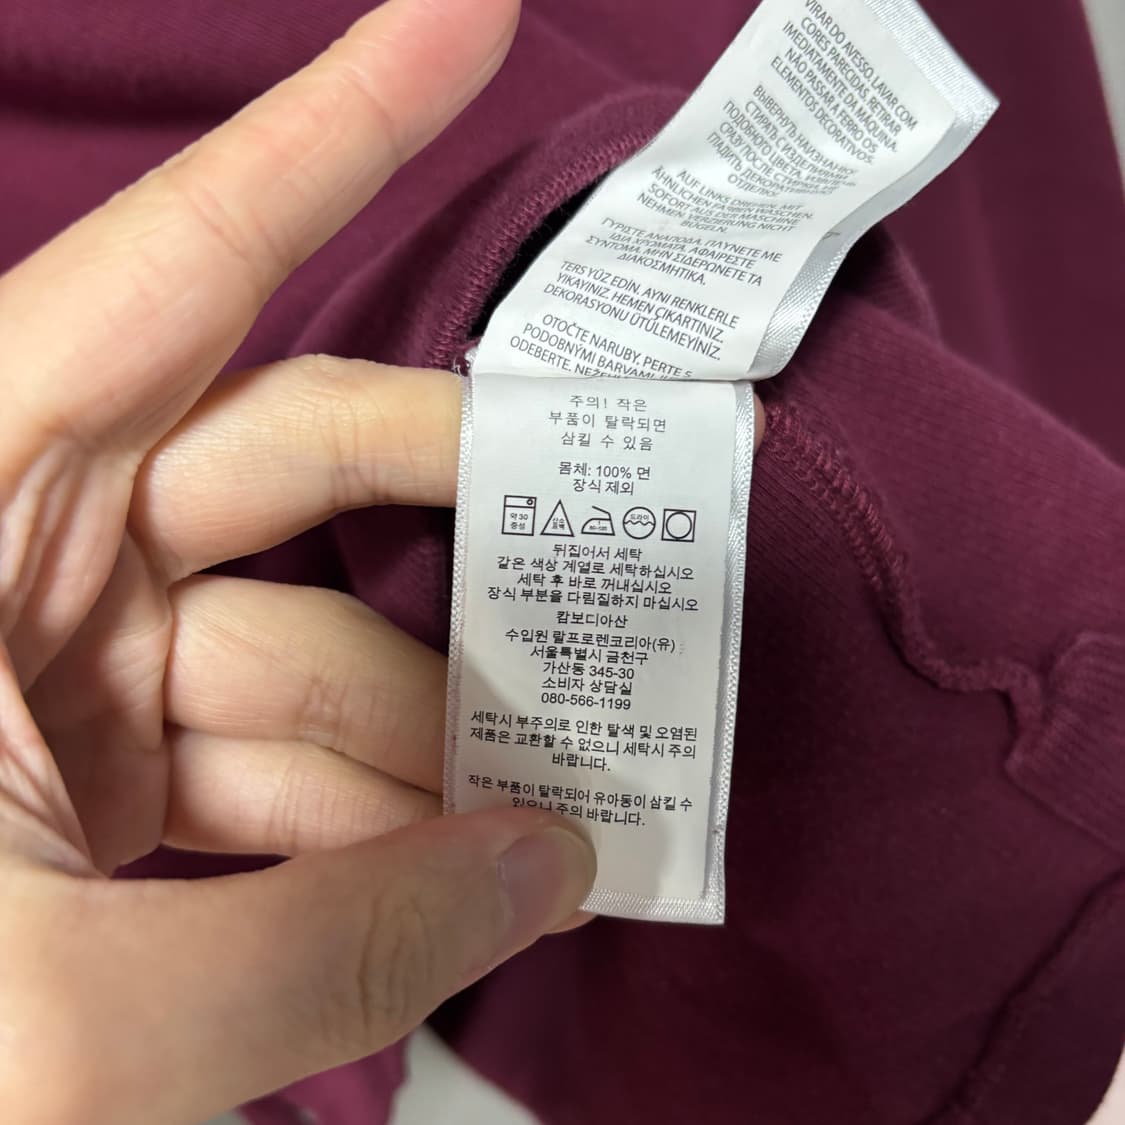 VIRAR DO AVESSO. LAVAR COM
CORES PARECIDAS. RETIRAR
IMEDIATAMENTE DA MÁQUINA.
NÃO PASSAR A FERRO OS
ELEMENTOS DECORATIVOS.
ВЫВЕРНУТЬ НАИЗНАНКУ.
СТИРАТЬ С ИЗДЕЛИЯМИ
ПОДОБНОГО ЦВЕТА.
СРАЗУ ПОСЛЕ СТИРКИ. НЕ
ГЛАДИТЬ ДЕКОРАТИВНУЮ
ОТДЕЛКУ.
AUF LINKS DREHEN. MIT
ÄHNLICHEN FARBEN WASCHEN.
SOFORT AUS DER MASCHINE
NEHMEN. VERZIERUNG NICHT
BÜGELN.
ΓΥΡΙΣΤΕ ΑΝΑΠΟΔΑ. ΠΛΥΝΕΤΕ ΜΕ
ΙΔΙΑ ΧΡΩΜΑΤΑ. ΑΦΑΙΡΕΣΤΕ
ΣΥΝΤΟΜΑ. ΜΗΝ ΣΙΔΕΡΩΝΕΤΕ ΤΑ
ΔΙΑΚΟΣΜΗΤΙΚΑ.
TERS YÜZ EDİN. AYNI RENKLERLE
YIKAYINIZ. HEMEN ÇIKARTINIZ.
DEKORASYONU ÜTÜLEMEYİNİZ.
OTOČTE NARUBY. PERTE S
PODOBNÝMI BARVAMI.
ODEBERTE.
주의! 작은
부품이 탈락되면
삼킬 수 있음
몸체: 100% 면
장식 제외
약 30
중성
산소
표백
1
80~120
드라이
뒤집어서 세탁
같은 색상 계열로 세탁하십시오
세탁 후 바로 꺼내십시오
장식 부분을 다림질하지 마십시오
캄보디아산
수입원 랄프로렌코리아(유)
서울특별시 금천구
가산동 345-30
소비자 상담실
080-566-1199
세탁시 부주의로 인한 탈색 및 오염된
제품은 교환할 수 없으니 세탁시 주의
바랍니다.
작은 부품이 탈락되어 유아동이 삼킬 수
있으니 주의 바랍니다.